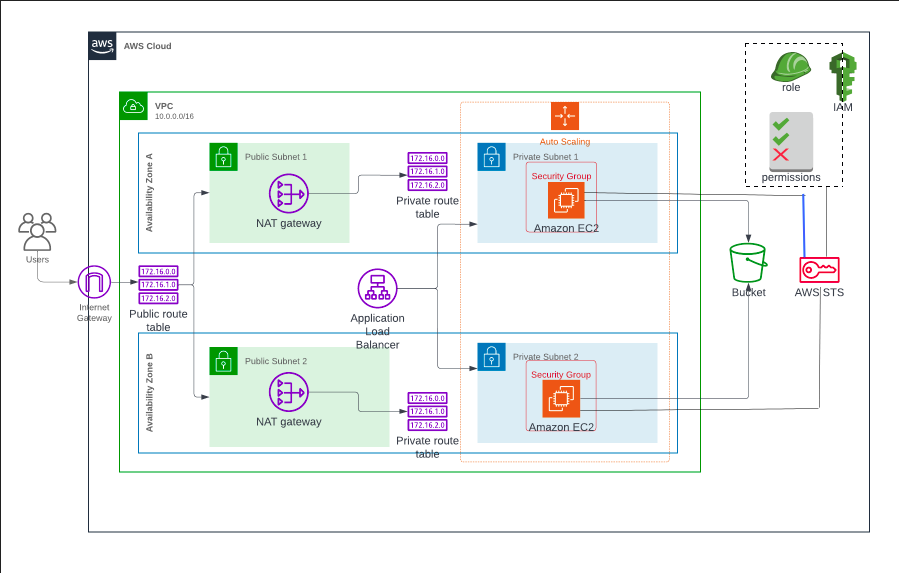 aws
AWS Cloud
role
IAM
permissions
VPC
10.0.0.0/16
Auto Scaling
Availability Zone A
Public Subnet 1
NAT gateway
172.16.0.0
172.16.1.0
172.16.2.0
Private route
table
Private Subnet 1
Security Group
Amazon EC2
Users
Internet
Gateway
172.16.0.0
172.16.1.0
172.16.2.0
Public route
table
Application
Load
Balancer
Bucket
AWS STS
Availability Zone B
Public Subnet 2
NAT gateway
172.16.0.0
172.16.1.0
172.16.2.0
Private route
table
Private Subnet 2
Security Group
Amazon EC2